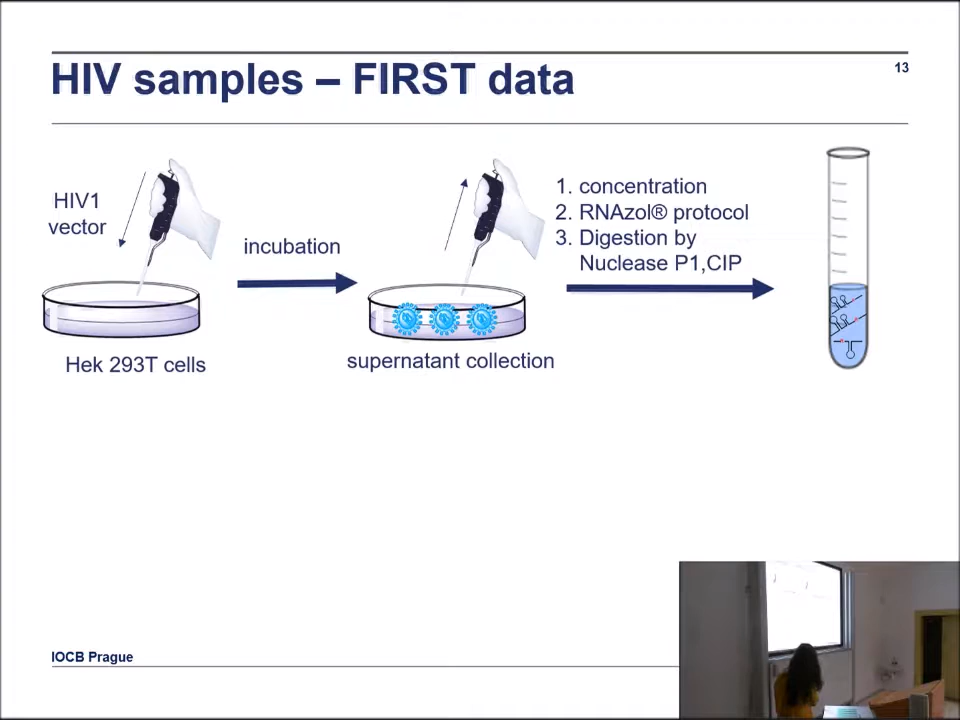 HIV samples – FIRST data
13
HIV1
vector
incubation
1. concentration
2. RNAzol® protocol
3. Digestion by
Nuclease P1,CIP
Hek 293T cells
supernatant collection
IOCB Prague